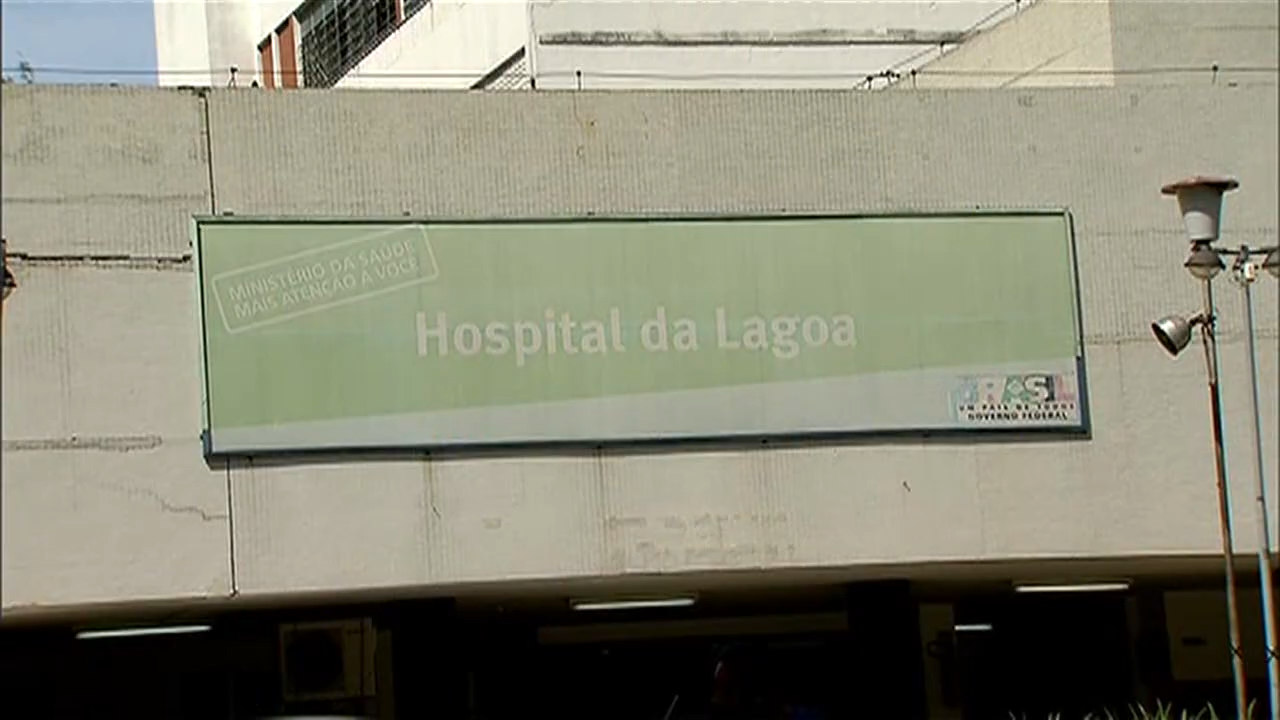 MINISTÉRIO DA SAÚDE
MAIS ATENÇÃO À VOCÊ
Hospital da Lagoa
BRASIL
UM PAÍS DE TODOS
GOVERNO FEDERAL